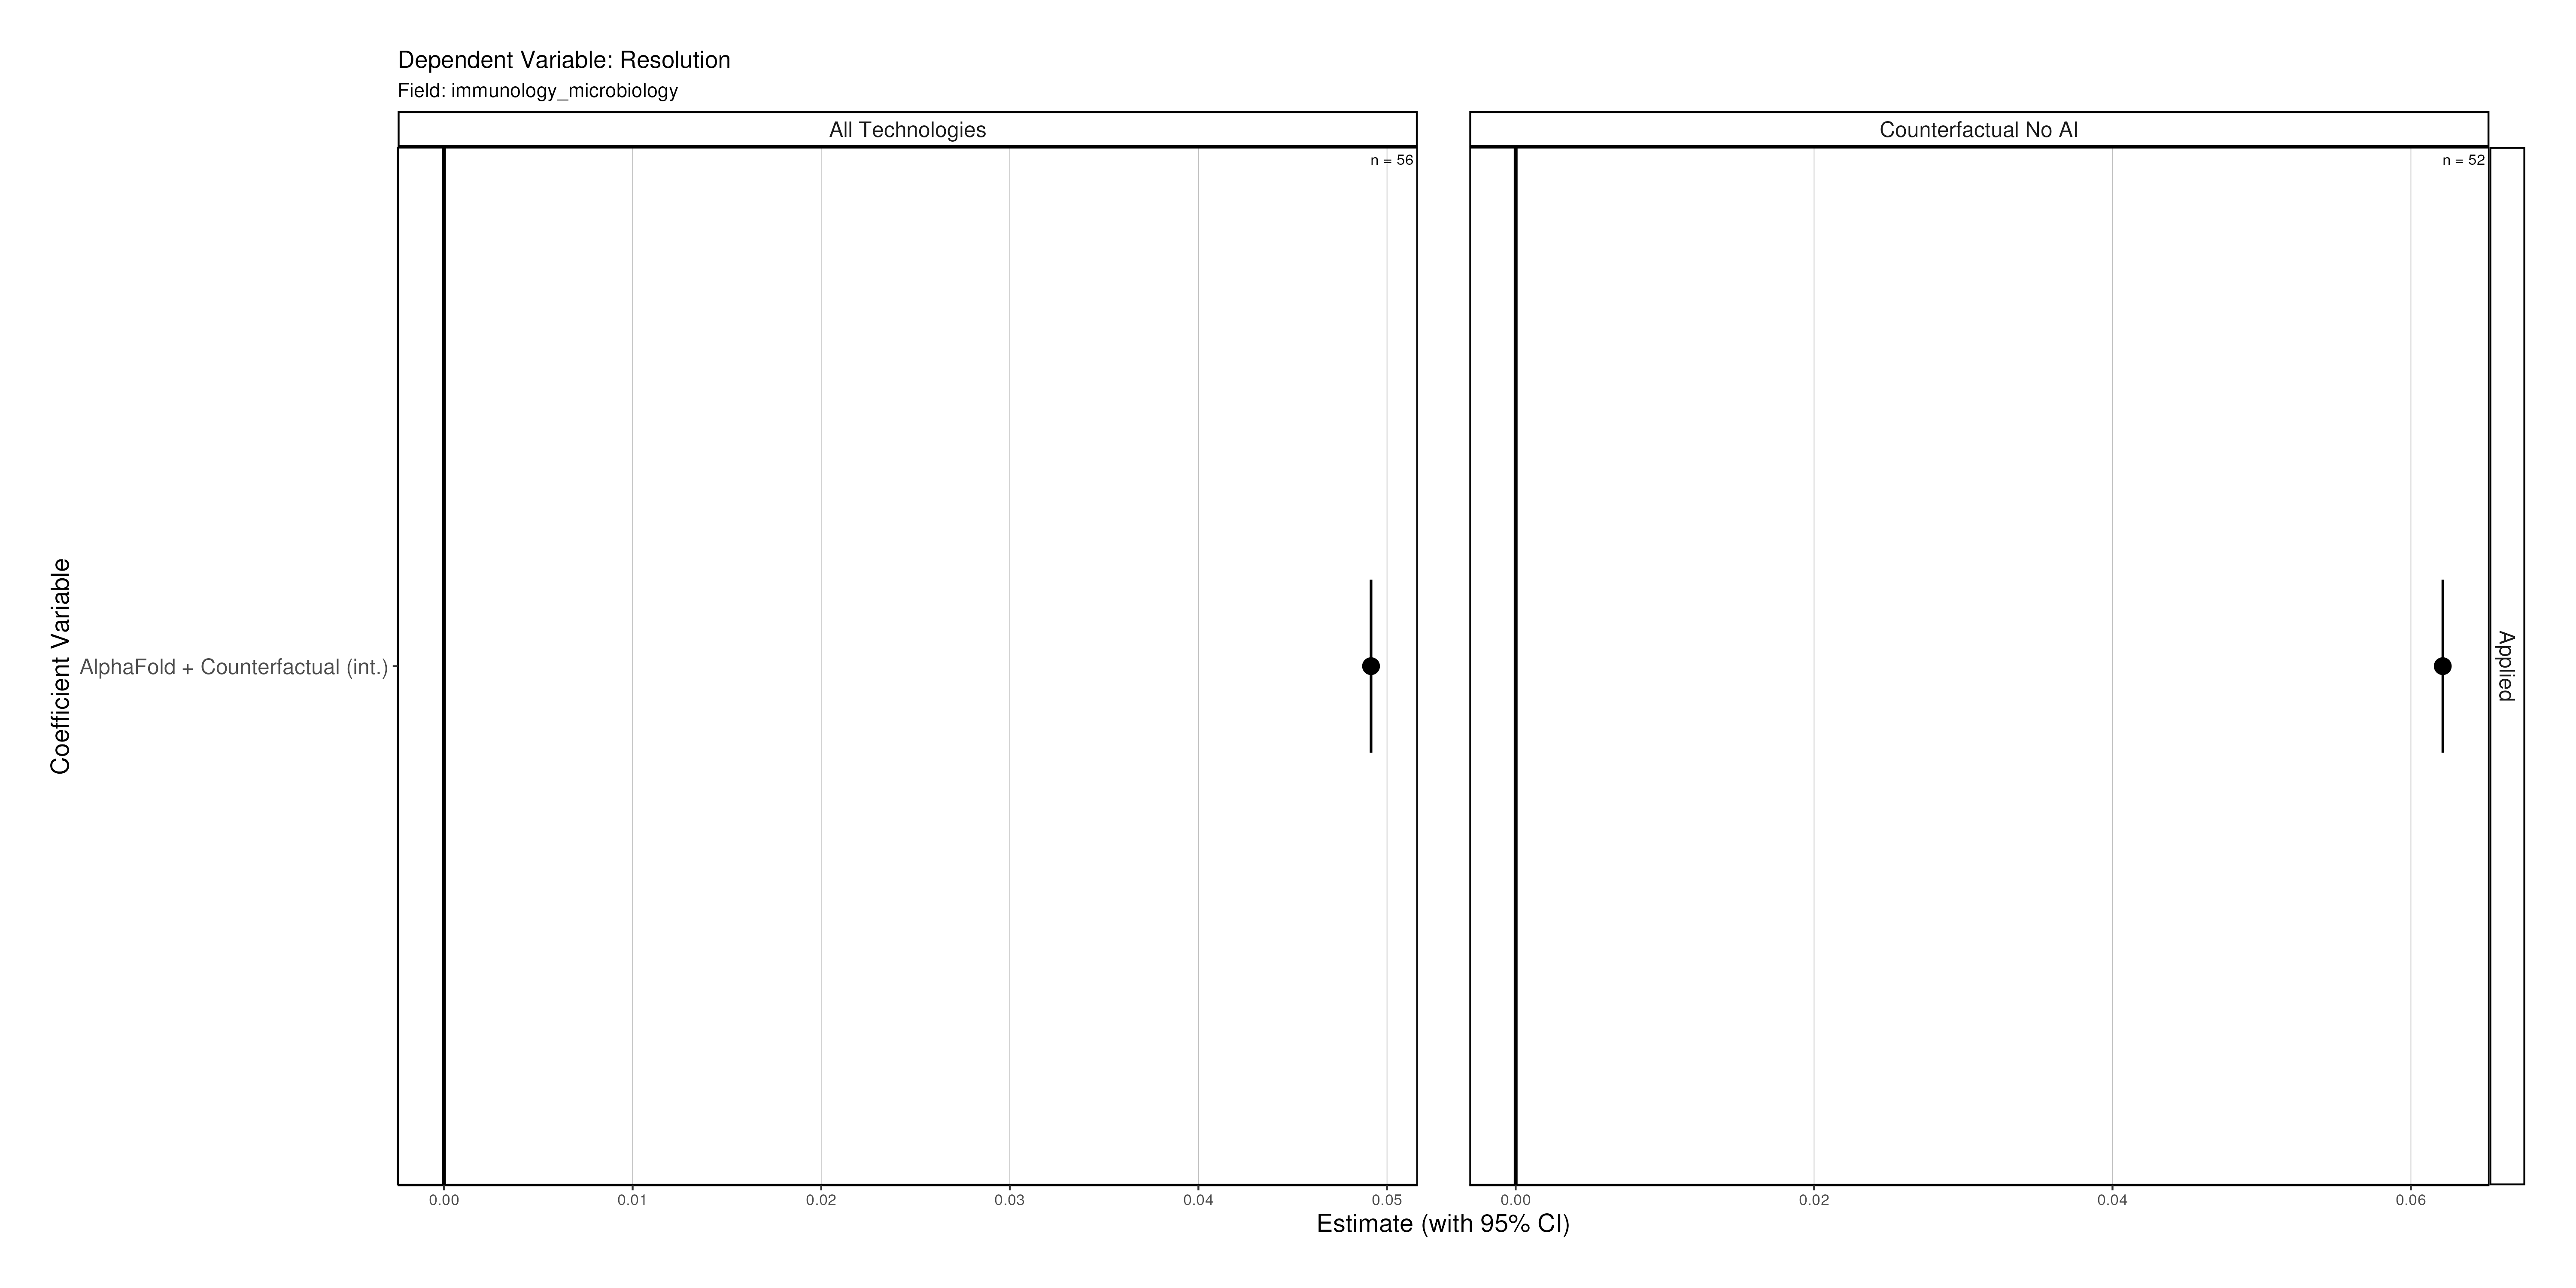 Dependent Variable: Resolution
Field: immunology_microbiology
All Technologies
Counterfactual No AI
n = 56
n = 52
Coefficient Variable
AlphaFold + Counterfactual (int.)
Applied
0.00 0.01 0.02 0.03 0.04 0.05
0.00 0.02 0.04 0.06
Estimate (with 95% CI)